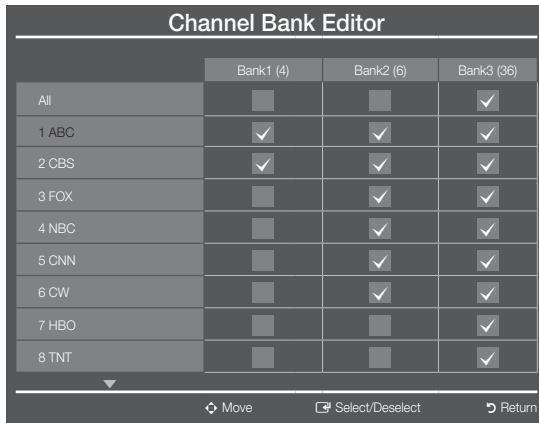 Channel Bank Editor
Bank1 (4) Bank2 (6) Bank3 (36)
All
1 ABC
2 CBS
3 FOX
4 NBC
5 CNN
6 CW
7 HBO
8 TNT
Move Select/Deselect Return